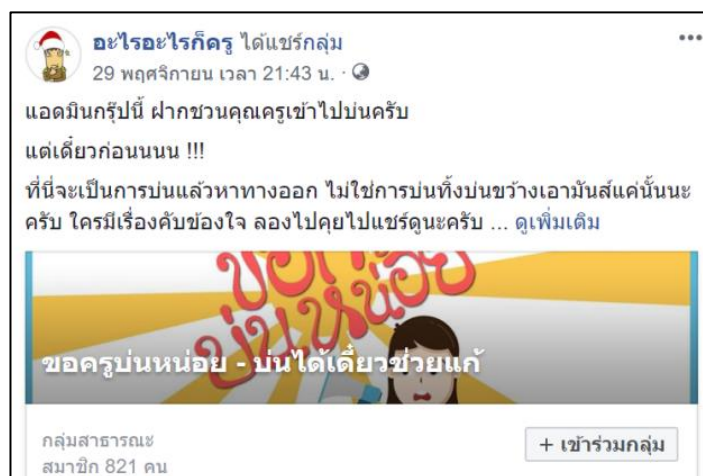 อะไรอะไรก็ครู ได้แชร์กลุ่ม
29 พฤศจิกายน เวลา 21:43 น. ·
แอดมินกรุ๊ปนี้ ฝากชวนคุณครูเข้าไปบ่นครับ
แต่เดี๋ยวก่อนนนน !!!
ที่นี่จะเป็นการบ่นแล้วหาทางออก ไม่ใช่การบ่นทิ้งบ่นขว้างเอามันส์แค่นั้นนะ
ครับ ใครมีเรื่องคับข้องใจ ลองไปคุยไปแชร์ดูนะครับ ... ดูเพิ่มเติม
ขอครู
บ่นหน่อย
ขอครูบ่นหน่อย - บ่นได้เดี๋ยวช่วยแก้
กลุ่มสาธารณะ
สมาชิก 821 คน
+ เข้าร่วมกลุ่ม